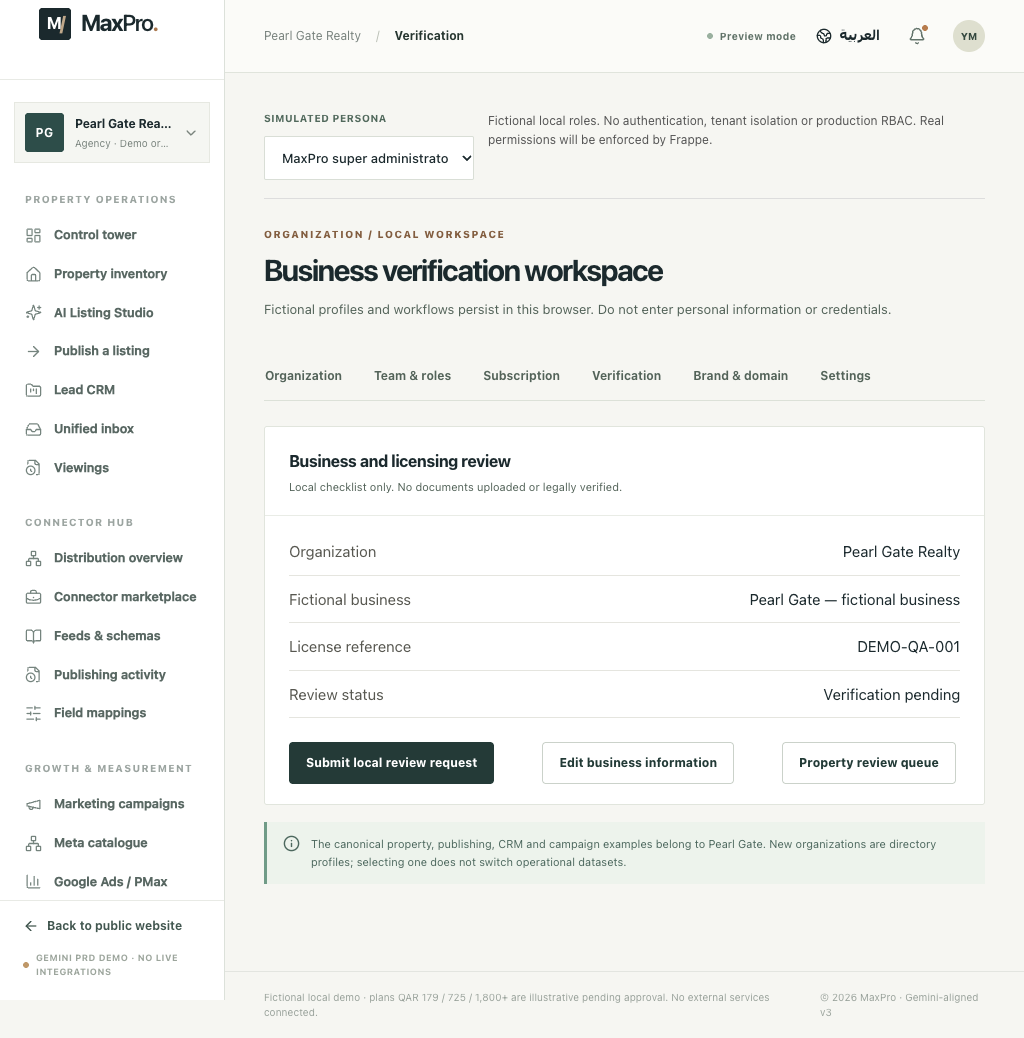 M/ MaxPro.
PG
Pearl Gate Rea...
Agency · Demo or...
PROPERTY OPERATIONS
Control tower
Property inventory
AI Listing Studio
Publish a listing
Lead CRM
Unified inbox
Viewings
CONNECTOR HUB
Distribution overview
Connector marketplace
Feeds & schemas
Publishing activity
Field mappings
GROWTH & MEASUREMENT
Marketing campaigns
Meta catalogue
Google Ads / PMax
Back to public website
GEMINI PRD DEMO · NO LIVE
INTEGRATIONS
Pearl Gate Realty / Verification
Preview mode
العربية
YM
SIMULATED PERSONA
MaxPro super administrato
Fictional local roles. No authentication, tenant isolation or production RBAC. Real
permissions will be enforced by Frappe.
ORGANIZATION / LOCAL WORKSPACE
Business verification workspace
Fictional profiles and workflows persist in this browser. Do not enter personal information or credentials.
Organization Team & roles Subscription Verification Brand & domain Settings
Business and licensing review
Local checklist only. No documents uploaded or legally verified.
Organization Pearl Gate Realty
Fictional business Pearl Gate — fictional business
License reference DEMO-QA-001
Review status Verification pending
Submit local review request Edit business information Property review queue
The canonical property, publishing, CRM and campaign examples belong to Pearl Gate. New organizations are directory
profiles; selecting one does not switch operational datasets.
Fictional local demo · plans QAR 179 / 725 / 1,800+ are illustrative pending approval. No external services
connected.
© 2026 MaxPro · Gemini-aligned
v3